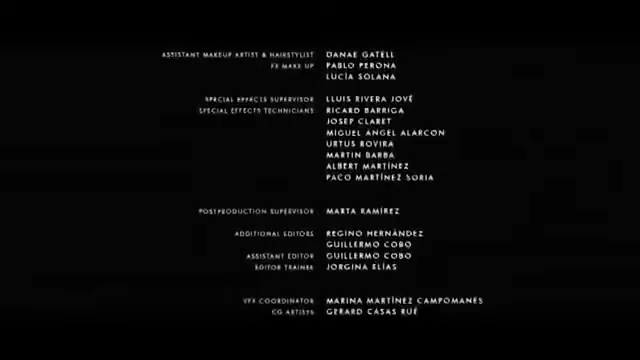 ASSISTANT MAKEUP ARTIST & HAIRSTYLIST DANAE GATELL
FX MAKE UP PABLO PERONA
LUCÍA SOLANA
SPECIAL EFFECTS SUPERVISOR LLUIS RIVERA JOVÉ
SPECIAL EFFECTS TECHNICIANS RICARD BARRIGA
JOSEP CLARET
MIGUEL ANGEL ALARCON
URTUS ROVIRA
MARTIN BARBA
ALBERT MARTÍNEZ
PACO MARTÍNEZ SORIA
POSTPRODUCTION SUPERVISOR MARTA RAMÍREZ
ADDITIONAL EDITORS REGINO HERNÁNDEZ
GUILLERMO COBO
ASSISTANT EDITOR GUILLERMO COBO
EDITOR TRAINEE JORGINA ELÍAS
VFX COORDINATOR MARINA MARTÍNEZ CAMPOMANES
CG ARTISTS GERARD CASAS RUÉ